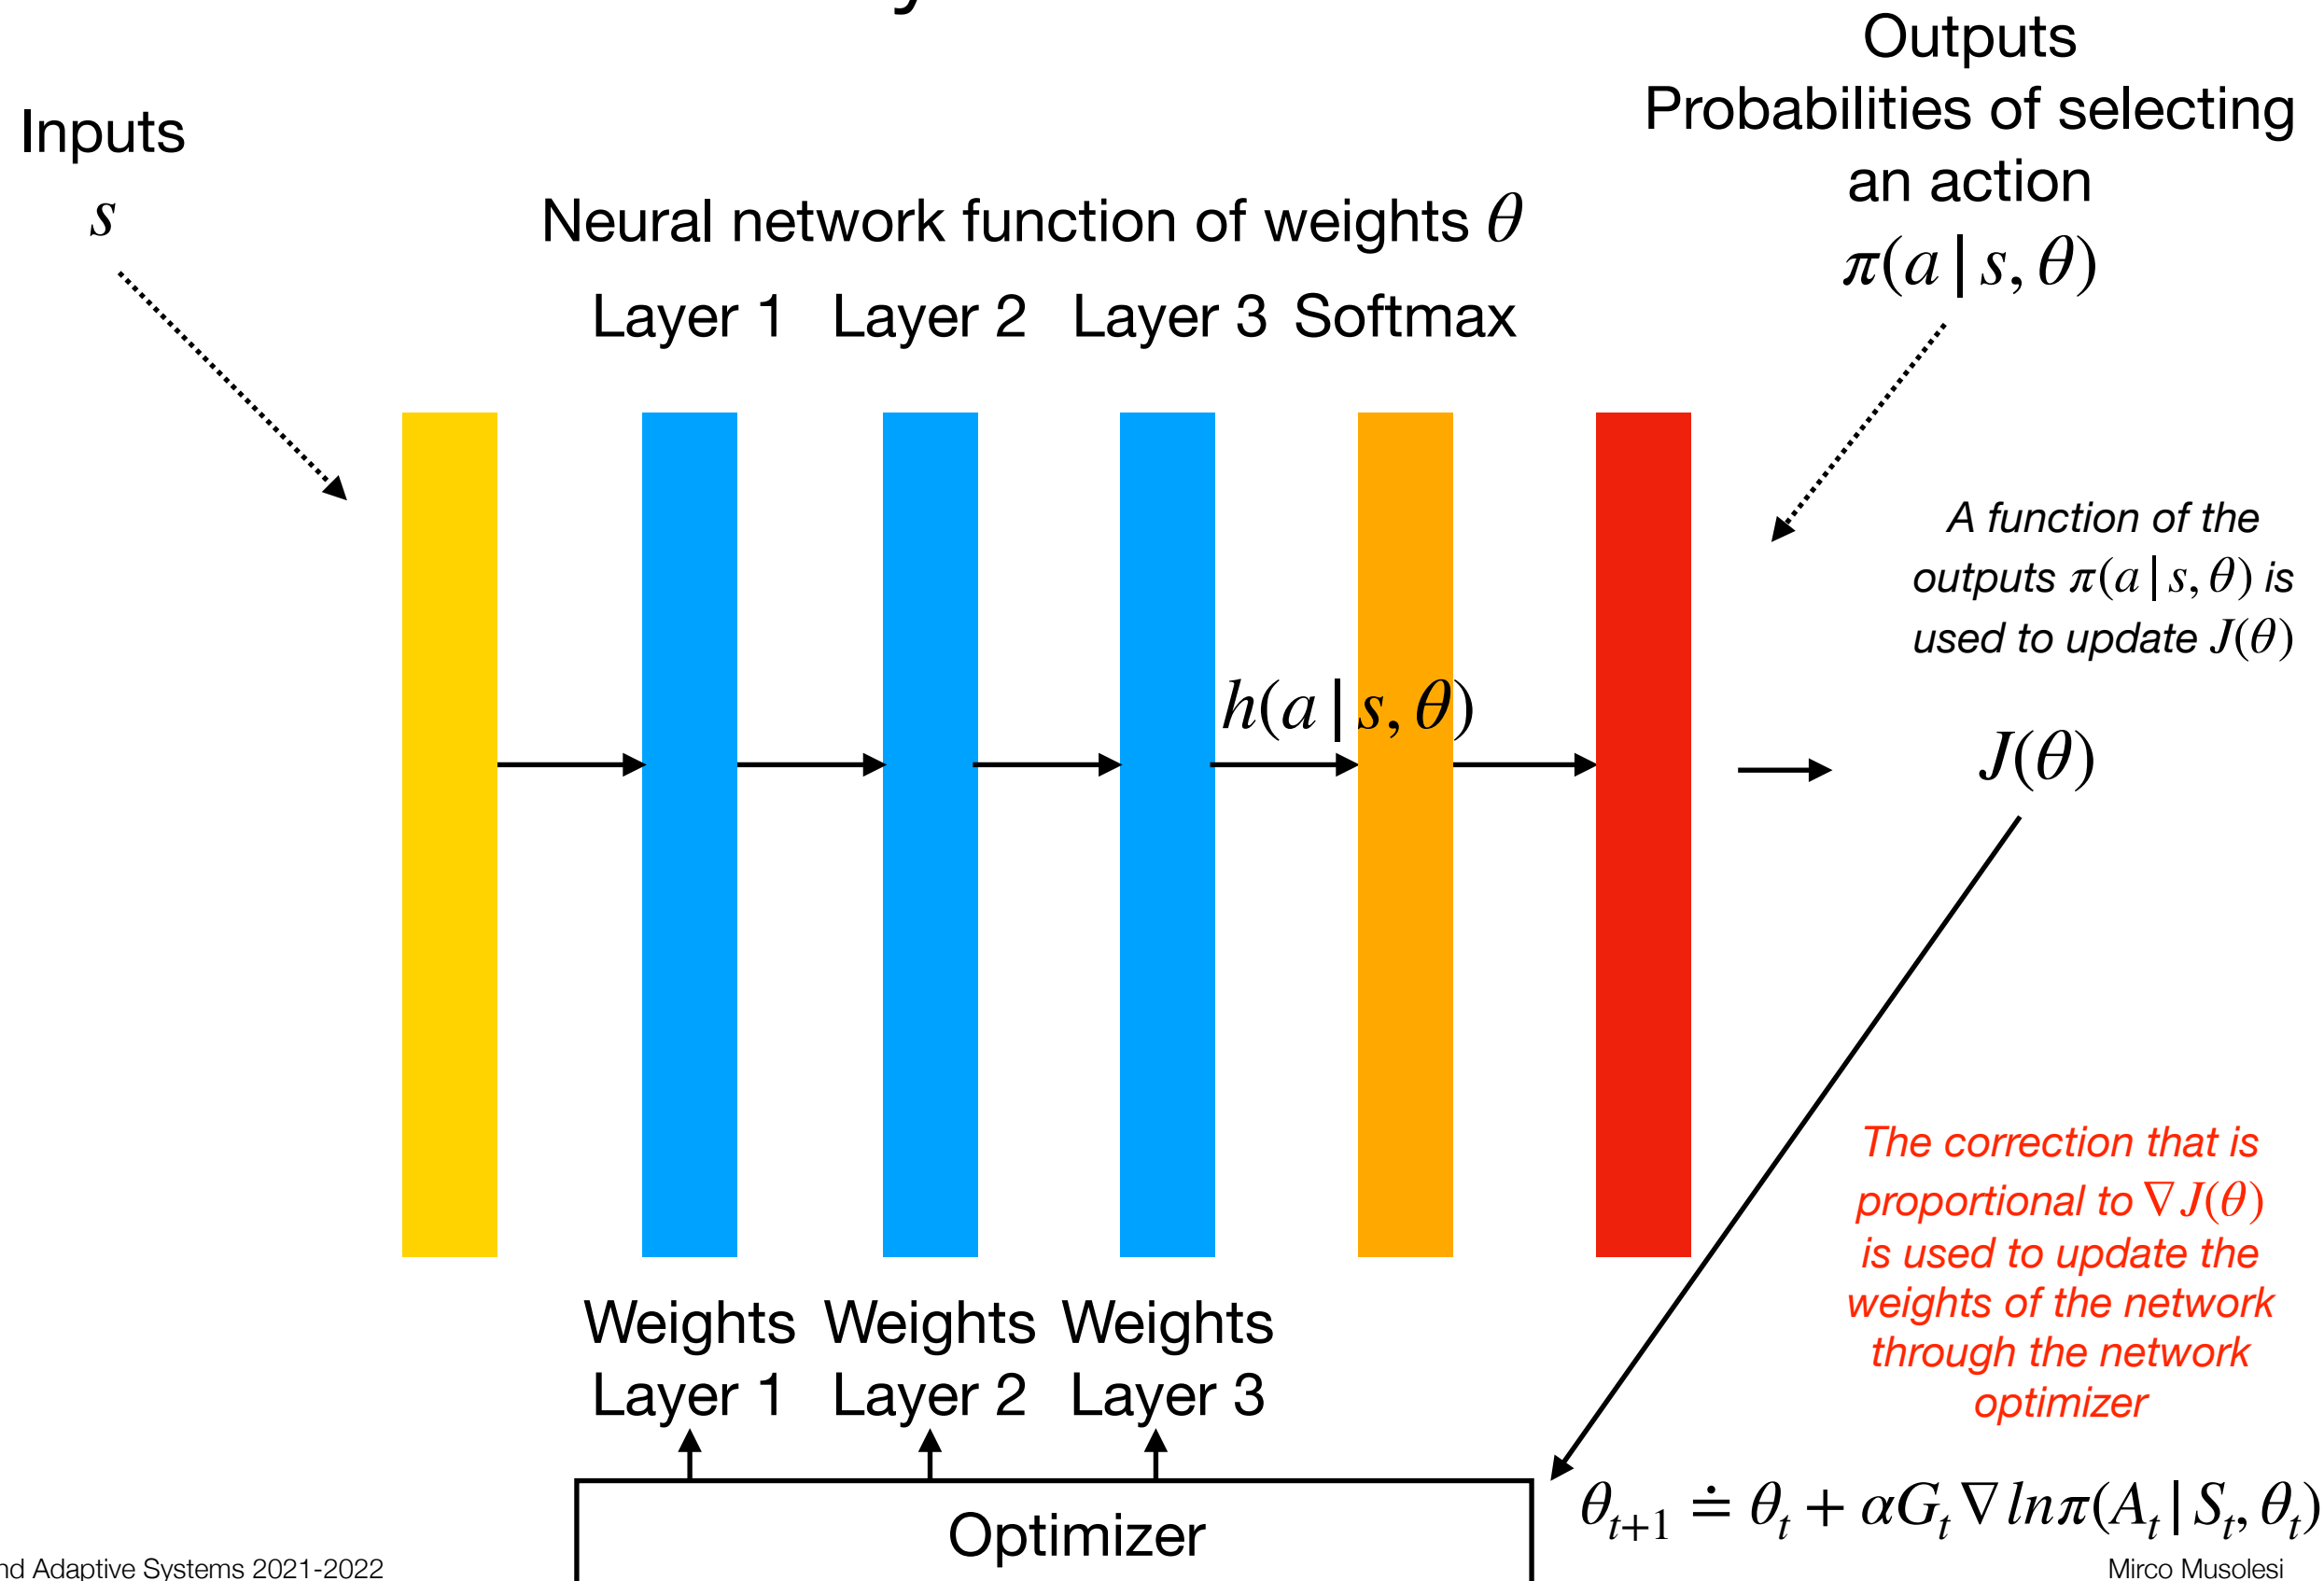 Inputs
s
Outputs
Probabilities of selecting
an action
π(a | s, θ)
Neural network function of weights θ
Layer 1
Layer 2
Layer 3
Softmax
A function of the
outputs π(a | s, θ) is
used to update J(θ)
h(a | s, θ)
J(θ)
The correction that is
proportional to ∇J(θ)
is used to update the
weights of the network
through the network
optimizer
Weights
Layer 1
Weights
Layer 2
Weights
Layer 3
Optimizer
θₜ₊₁ ≐ θₜ + αGₜ∇lnπ(Aₜ | Sₜ, θₜ)
Adaptive Systems 2021-2022
Mirco Musolesi